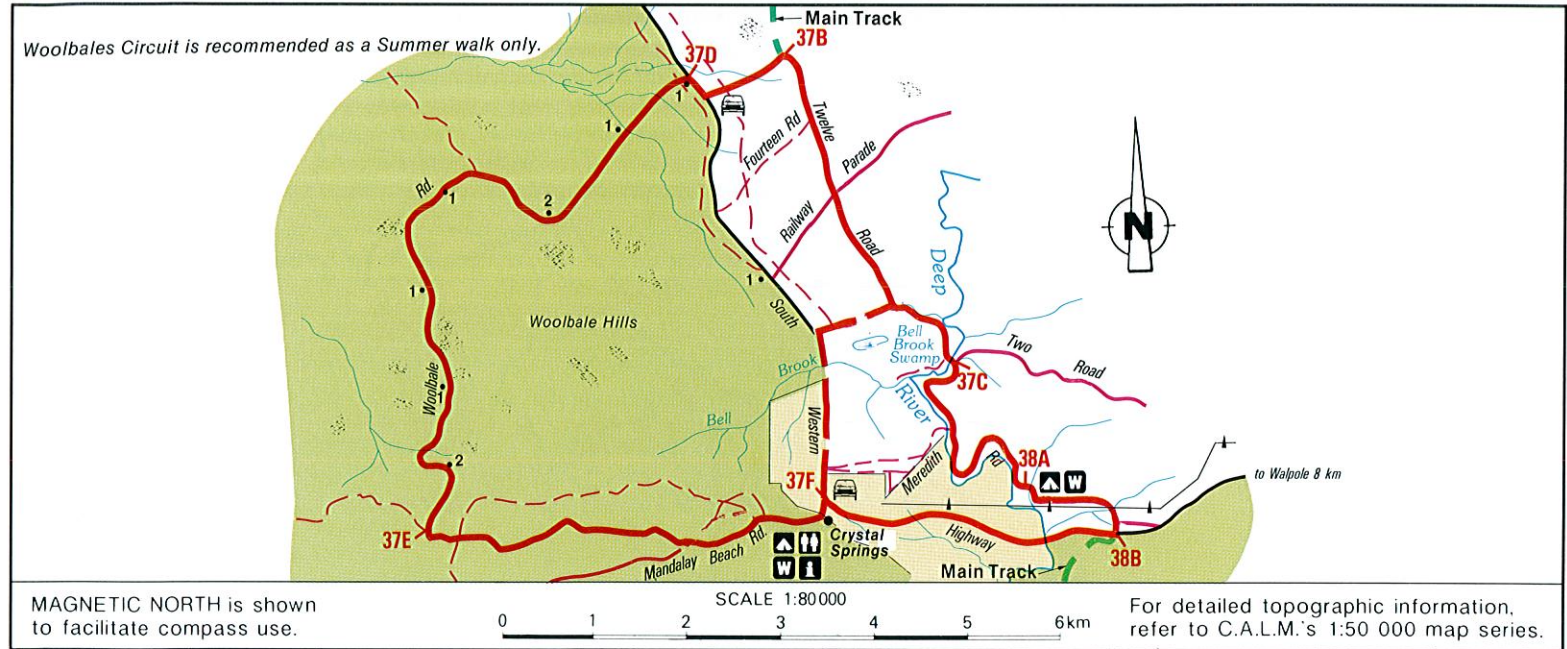 Main Track
37B
Woolbales Circuit is recommended as a Summer walk only.
37D
1
1
Fourteen Rd
Twelve
Road
Railway
Parade
Rd.
1
2
N
Deep
1
South
1
Woolbale Hills
Bell
Brook
Swamp
Two
Road
37C
Brook
Bell
River
Woolbale
1
Western
2
Meredith
Rd
38A
W
to Walpole 8 km
37F
37E
Mandalay Beach Rd.
Crystal
Springs
W i
Highway
38B
Main Track
MAGNETIC NORTH is shown
to facilitate compass use.
SCALE 1:80000
0 1 2 3 4 5 6km
For detailed topographic information,
refer to C.A.L.M.'s 1:50 000 map series.